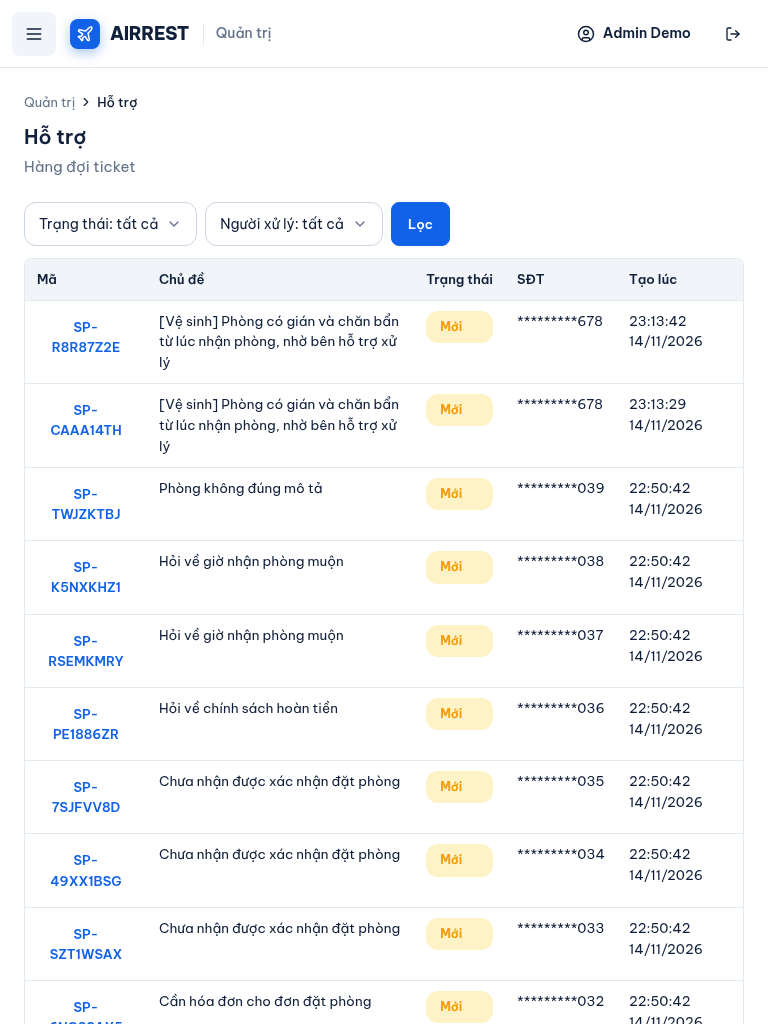 AIRREST Quản trị Admin Demo
Quản trị > Hỗ trợ
Hỗ trợ
Hàng đợi ticket
Trạng thái: tất cả Người xử lý: tất cả Lọc
Mã Chủ đề Trạng thái SĐT Tạo lúc
SP-
R8R87Z2E
[Vệ sinh] Phòng có gián và chăn bẩn
từ lúc nhận phòng, nhờ bên hỗ trợ xử
lý
Mới
*********678
23:13:42
14/11/2026
SP-
CAAA14TH
[Vệ sinh] Phòng có gián và chăn bẩn
từ lúc nhận phòng, nhờ bên hỗ trợ xử
lý
Mới
*********678
23:13:29
14/11/2026
SP-
TWJZKTBJ
Phòng không đúng mô tả
Mới
*********039
22:50:42
14/11/2026
SP-
K5NXKHZ1
Hỏi về giờ nhận phòng muộn
Mới
*********038
22:50:42
14/11/2026
SP-
RSEMKMRY
Hỏi về giờ nhận phòng muộn
Mới
*********037
22:50:42
14/11/2026
SP-
PE1886ZR
Hỏi về chính sách hoàn tiền
Mới
*********036
22:50:42
14/11/2026
SP-
7SJFVV8D
Chưa nhận được xác nhận đặt phòng
Mới
*********035
22:50:42
14/11/2026
SP-
49XX1BSG
Chưa nhận được xác nhận đặt phòng
Mới
*********034
22:50:42
14/11/2026
SP-
SZT1WSAX
Chưa nhận được xác nhận đặt phòng
Mới
*********033
22:50:42
14/11/2026
SP-
Cần hóa đơn cho đơn đặt phòng
Mới
*********032
22:50:42
14/11/2026